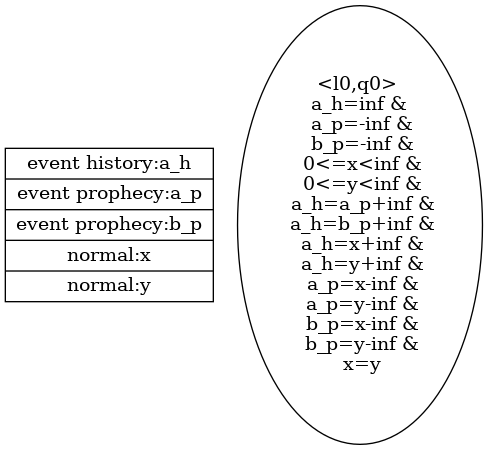 event history:a_h
event prophecy:a_p
event prophecy:b_p
normal:x
normal:y
<l0,q0>
a_h=inf &
a_p=-inf &
b_p=-inf &
0<=x<inf &
0<=y<inf &
a_h=a_p+inf &
a_h=b_p+inf &
a_h=x+inf &
a_h=y+inf &
a_p=x-inf &
a_p=y-inf &
b_p=x-inf &
b_p=y-inf &
x=y